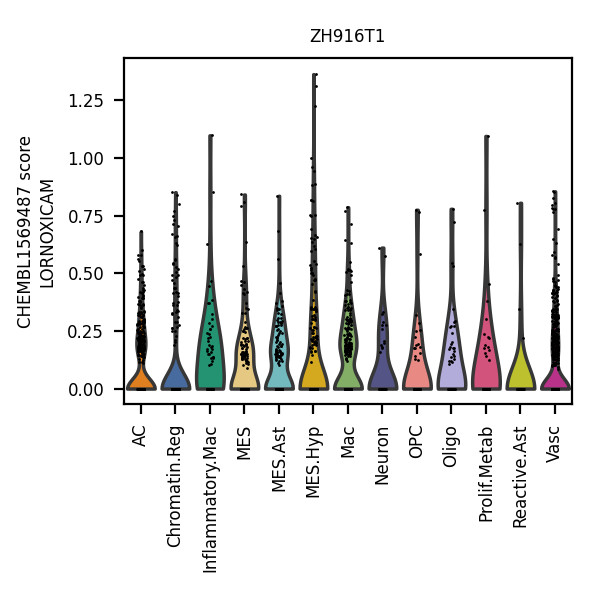 ZH916T1
CHEMBL1569487 score
LORNOXICAM
1.25
1.00
0.75
0.50
0.25
0.00
AC
Chromatin.Reg
Inflammatory.Mac
MES
MES.Ast
MES.Hyp
Mac
Neuron
OPC
Oligo
Prolif.Metab
Reactive.Ast
Vasc